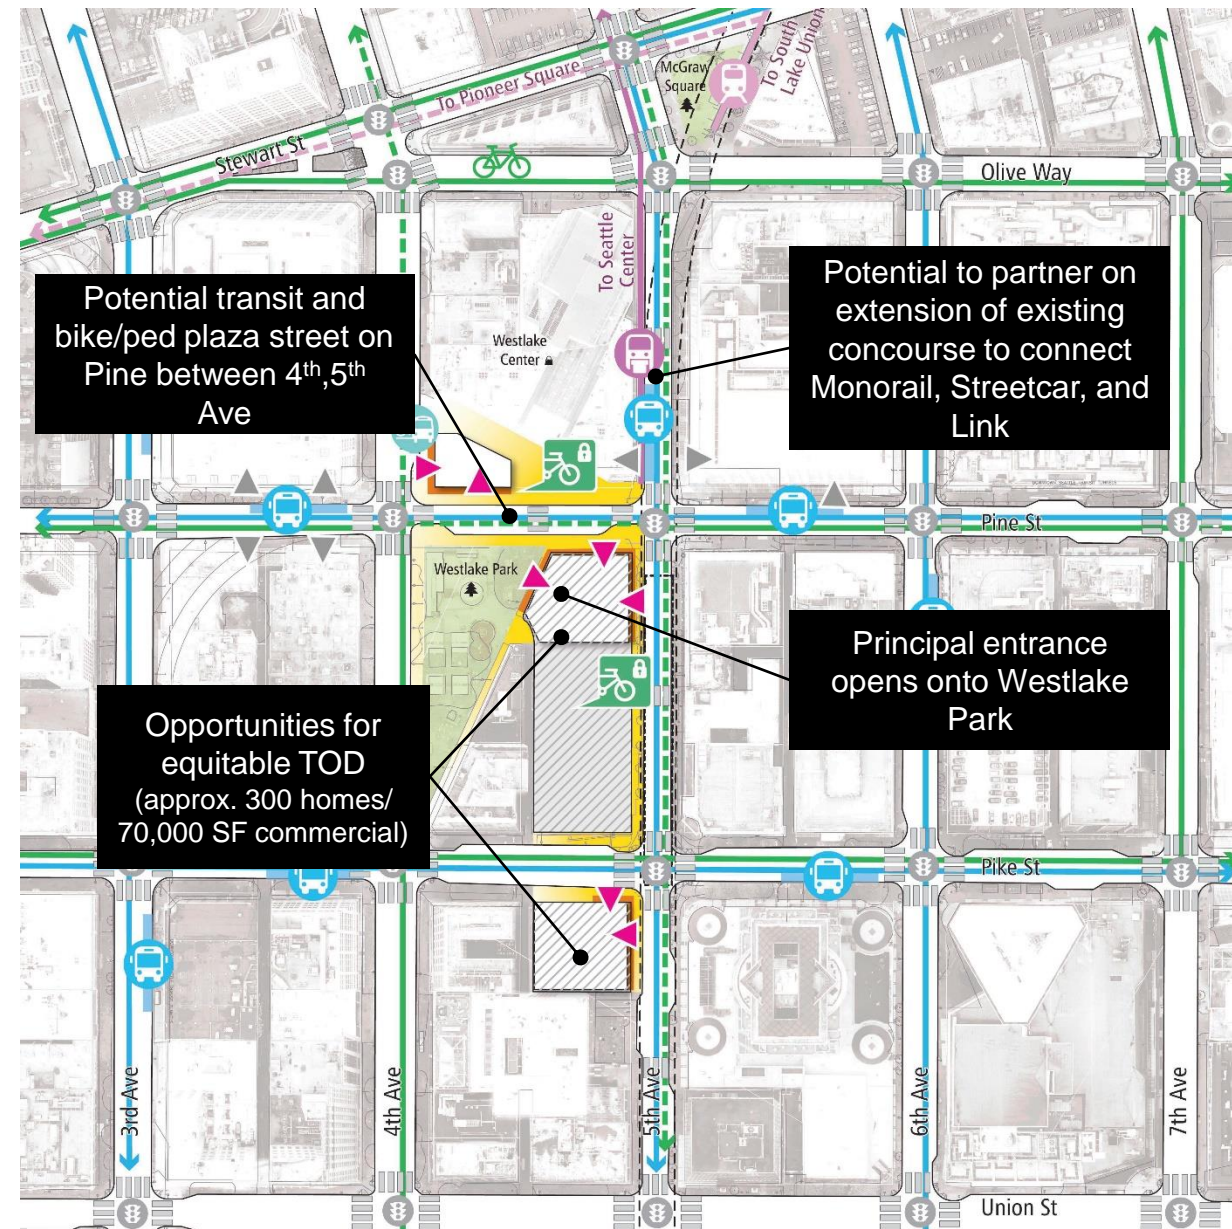 To Pioneer Square
McGraw
Square
To South
Lake Union
Stewart St
Olive Way
To Seattle
Center
Potential transit and
bike/ped plaza street on
Pine between 4th,5th
Ave
Westlake
Center
Potential to partner on
extension of existing
concourse to connect
Monorail, Streetcar, and
Link
Pine St
Westlake Park
Principal entrance
opens onto Westlake
Park
Opportunities for
equitable TOD
(approx. 300 homes/
70,000 SF commercial)
Pike St
3rd Ave
4th Ave
5th Ave
6th Ave
7th Ave
Union St